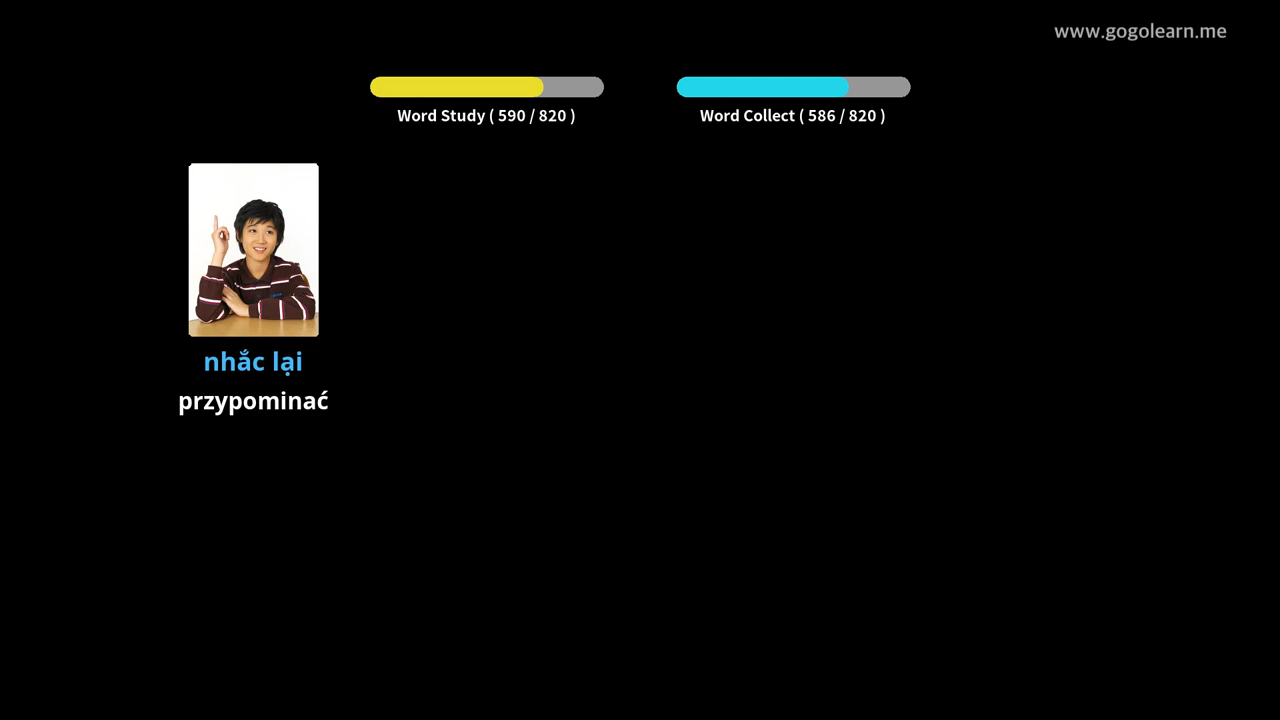 www.gogolearn.me
Word Study ( 590 / 820 )
Word Collect ( 586 / 820 )
nhắc lại
przypominać